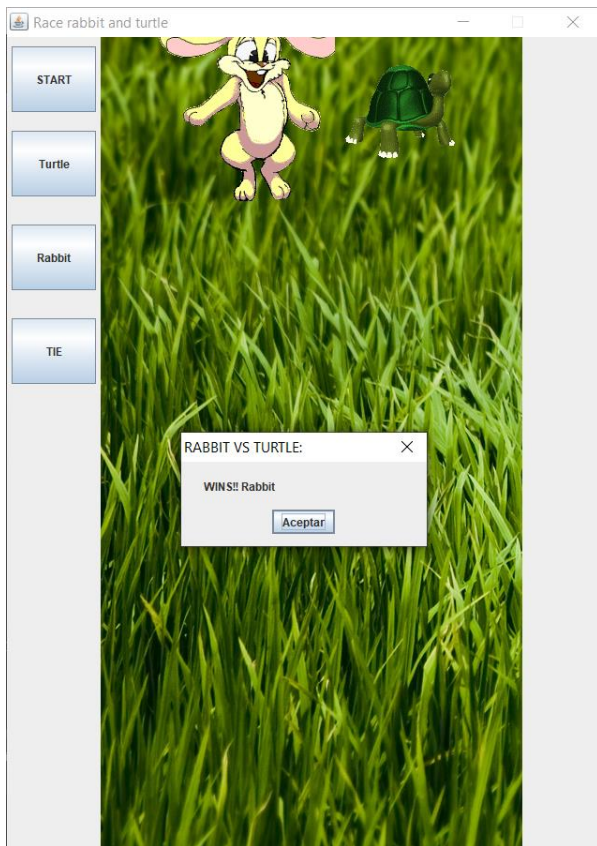 Race rabbit and turtle
START
Turtle
Rabbit
TIE
RABBIT VS TURTLE:
WINS!! Rabbit
Aceptar